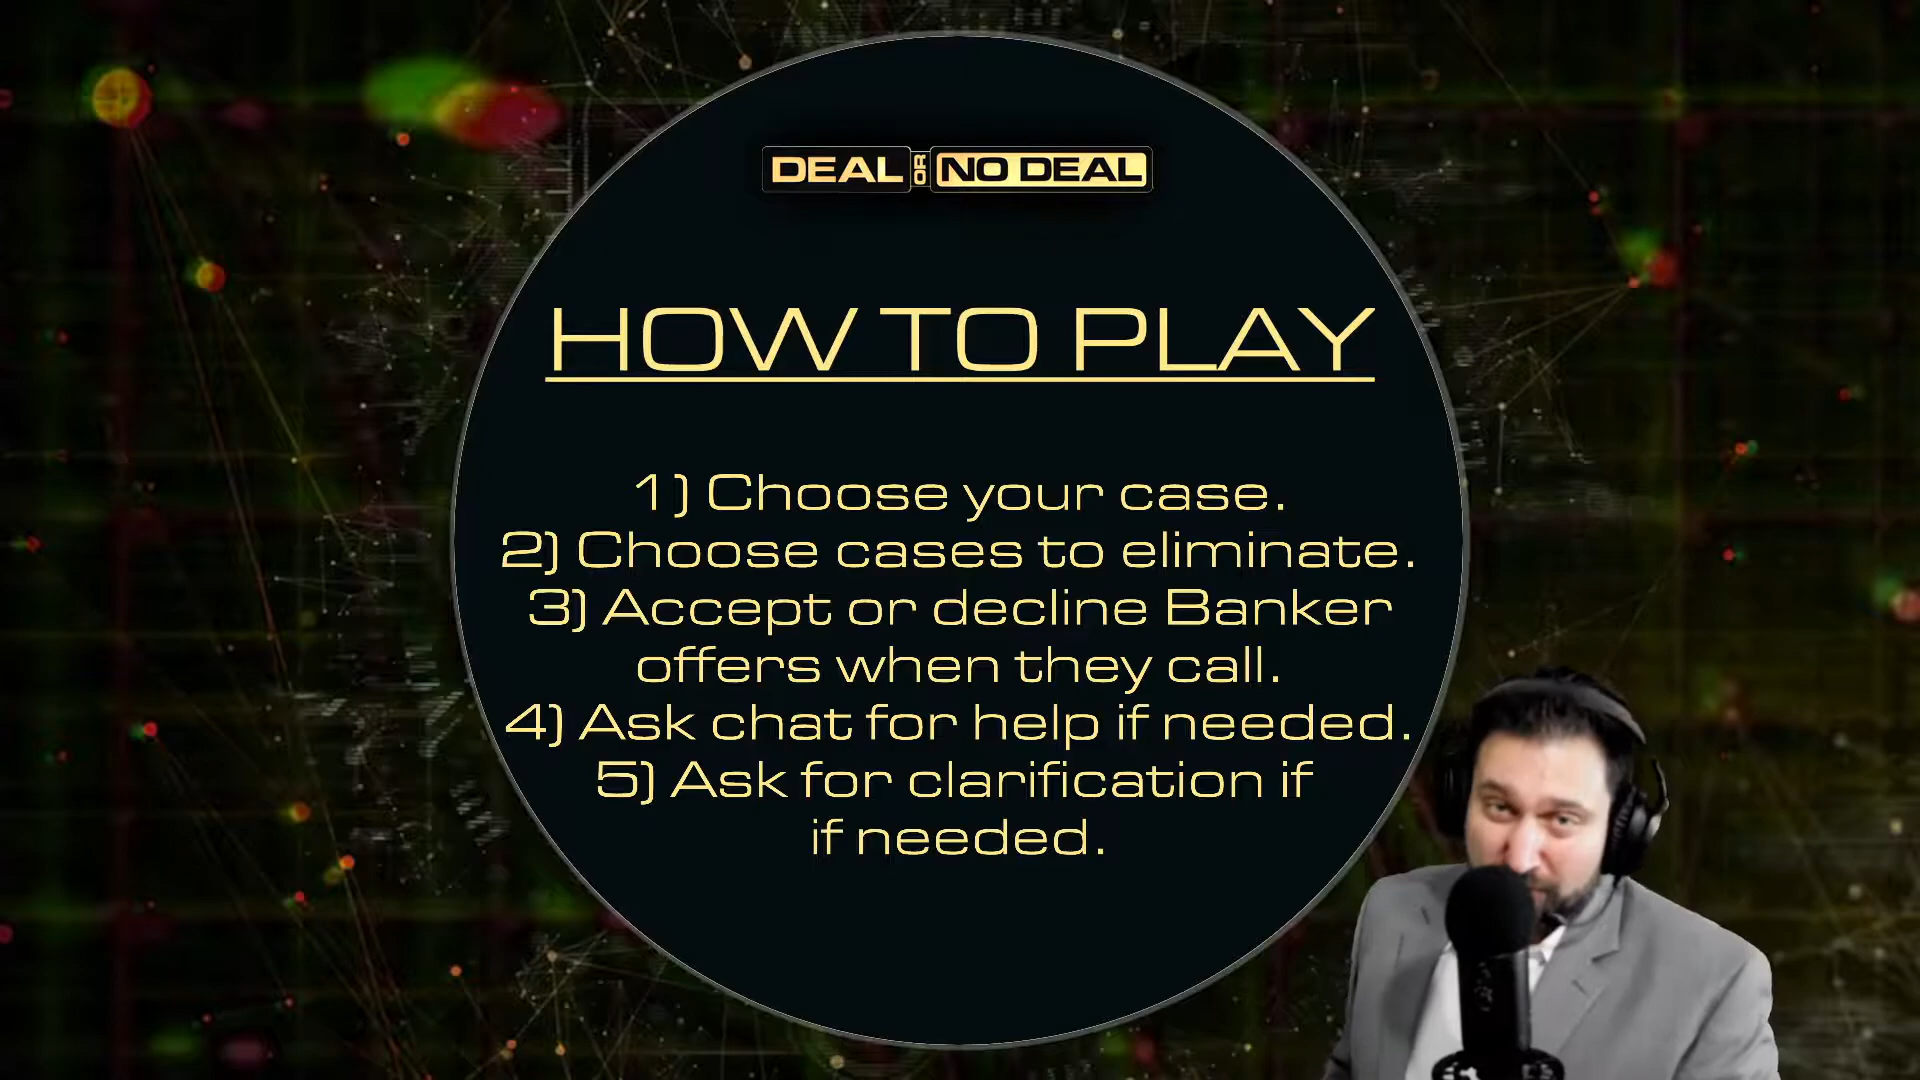 DEAL OR NO DEAL
HOW TO PLAY
1) Choose your case.
2) Choose cases to eliminate.
3) Accept or decline Banker
offers when they call.
4) Ask chat for help if needed.
5) Ask for clarification if
if needed.